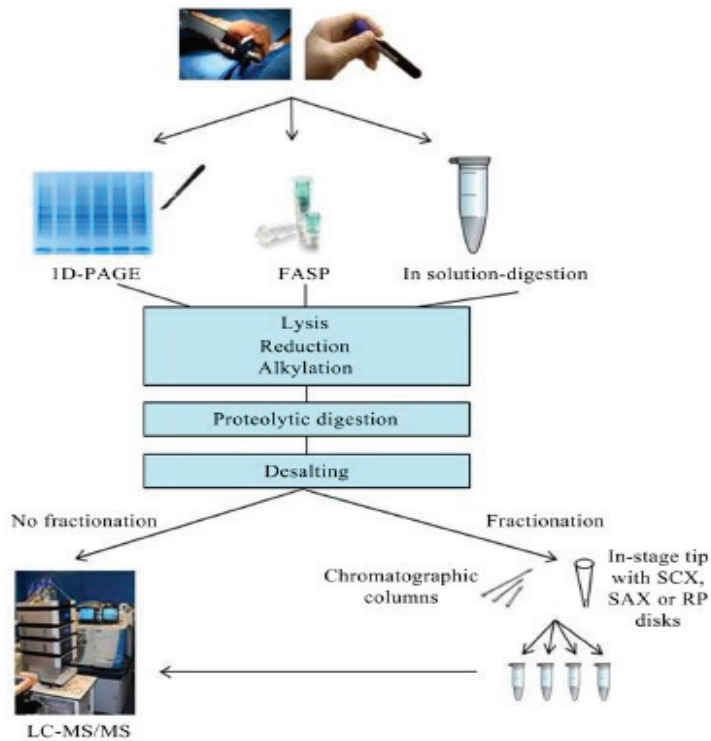 1D-PAGE
FASP
In solution-digestion
Lysis
Reduction
Alkylation
Proteolytic digestion
Desalting
No fractionation
Fractionation
Chromatographic
columns
In-stage tip
with SCX,
SAX or RP
disks
LC-MS/MS